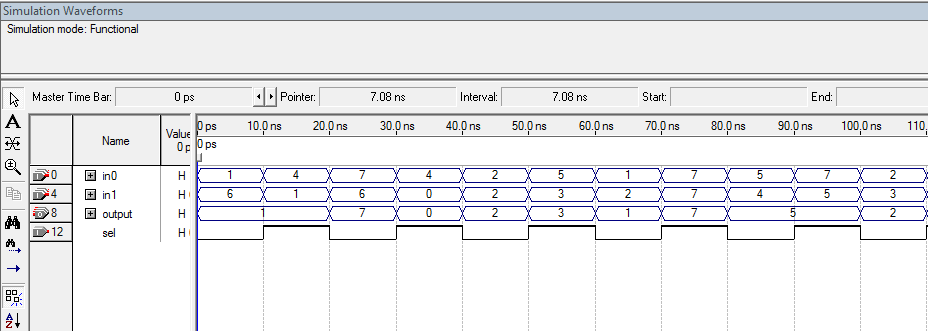 Simulation Waveforms
Simulation mode: Functional
Master Time Bar: 0 ps Pointer: 7.08 ns Interval: 7.08 ns Start: End:
Name Value 0 ps 10.0 ns 20.0 ns 30.0 ns 40.0 ns 50.0 ns 60.0 ns 70.0 ns 80.0 ns 90.0 ns 100.0 ns 110.
0 p 0 ps
0 in0 H 1 4 7 4 2 5 1 7 5 7 2
4 in1 H 6 1 6 0 2 3 2 7 4 5 3
8 output H 1 7 0 2 3 1 7 5 2
12 sel H